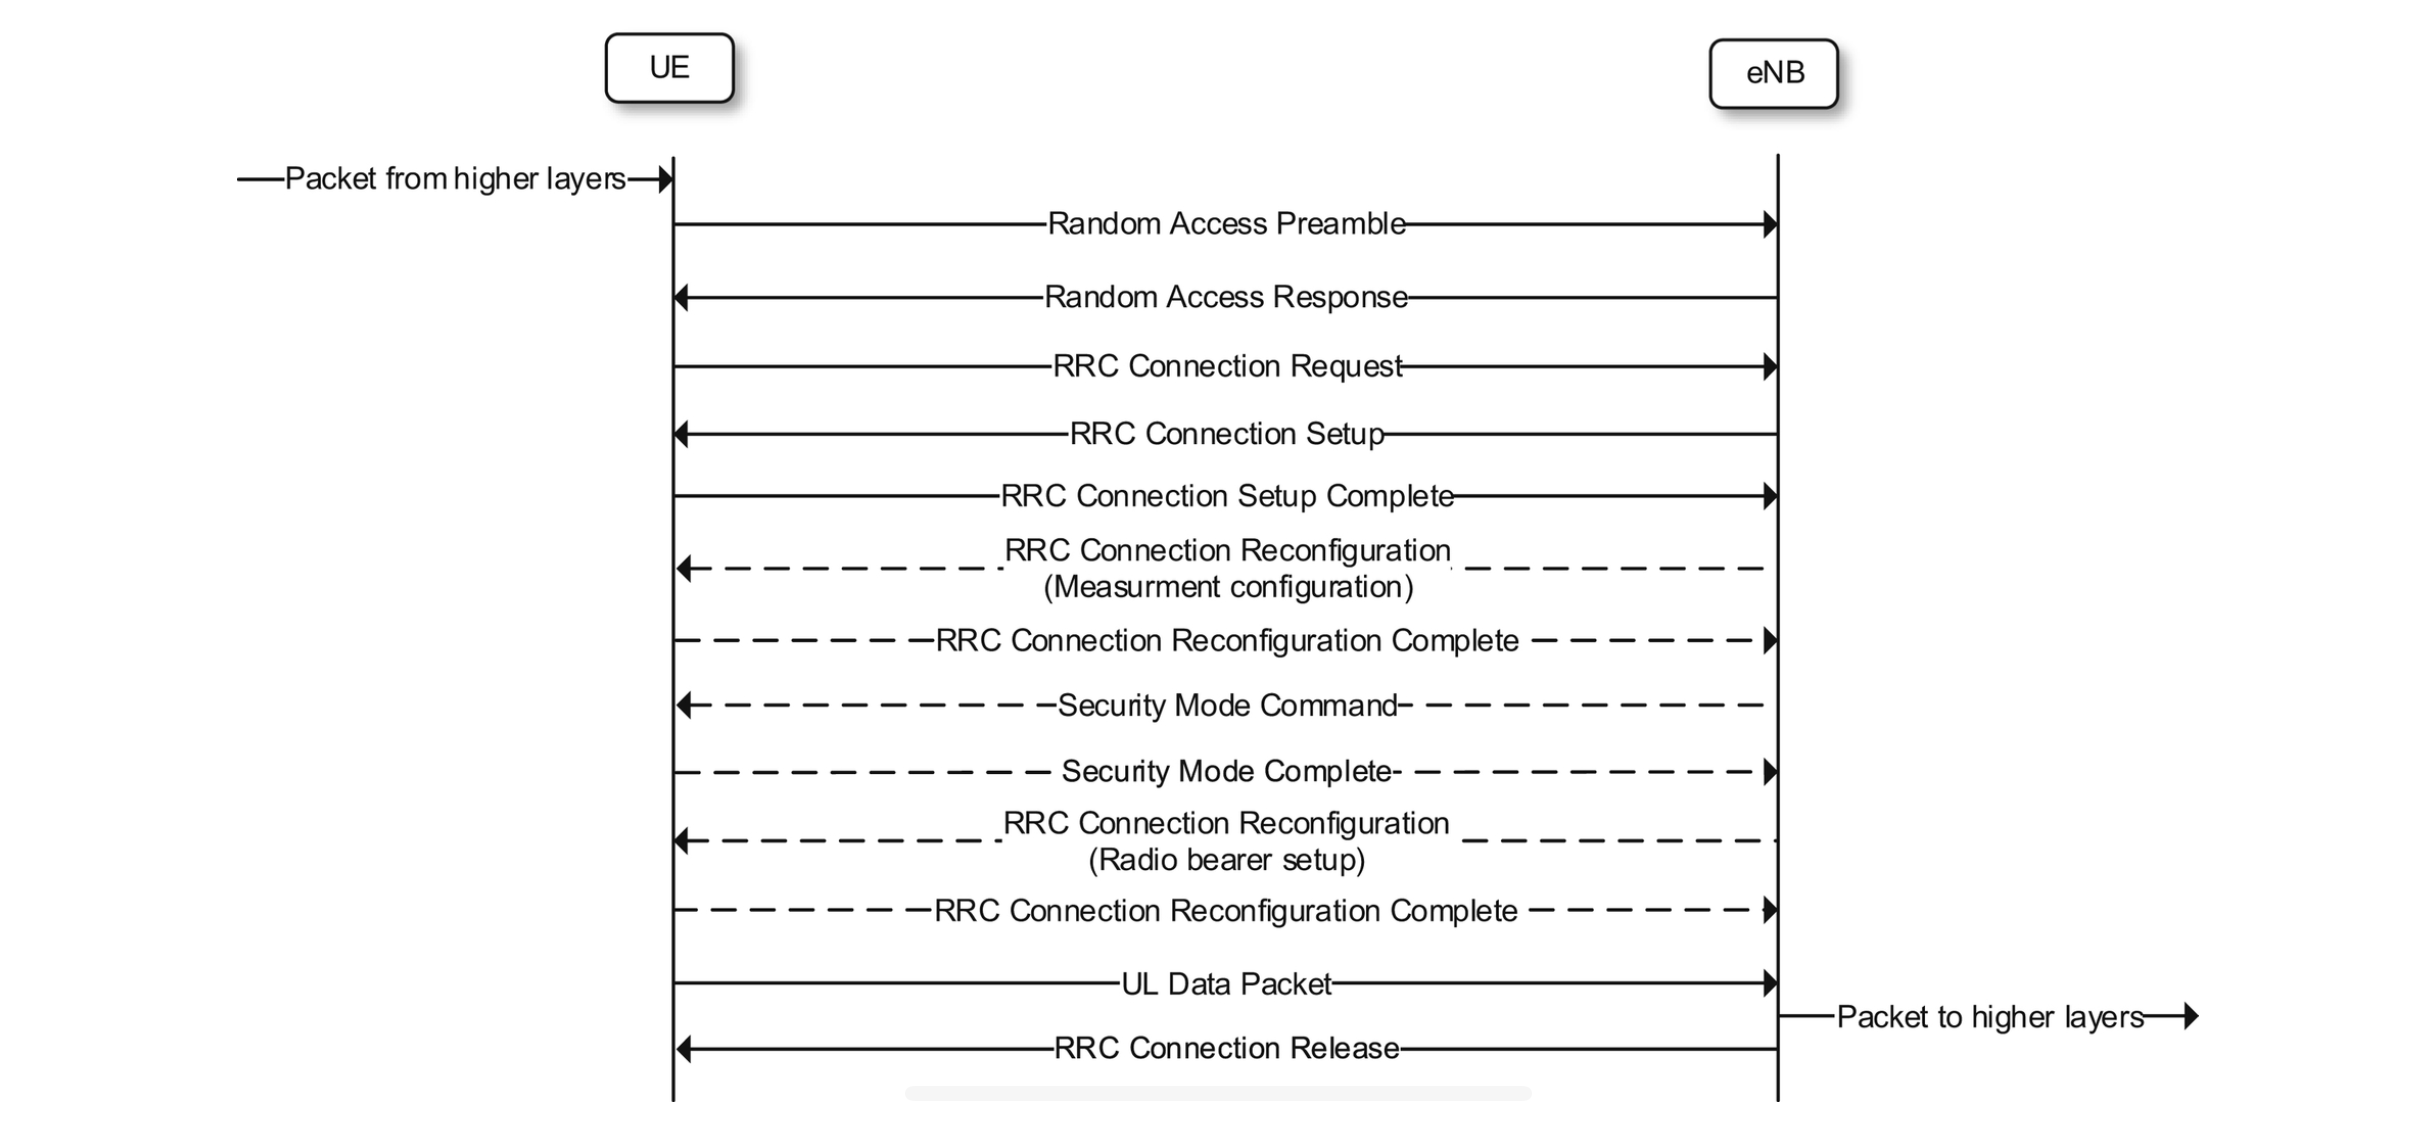 UE
eNB
Packet from higher layers
Random Access Preamble
Random Access Response
RRC Connection Request
RRC Connection Setup
RRC Connection Setup Complete
RRC Connection Reconfiguration
(Measurment configuration)
RRC Connection Reconfiguration Complete
Security Mode Command
Security Mode Complete
RRC Connection Reconfiguration
(Radio bearer setup)
RRC Connection Reconfiguration Complete
UL Data Packet
Packet to higher layers
RRC Connection Release